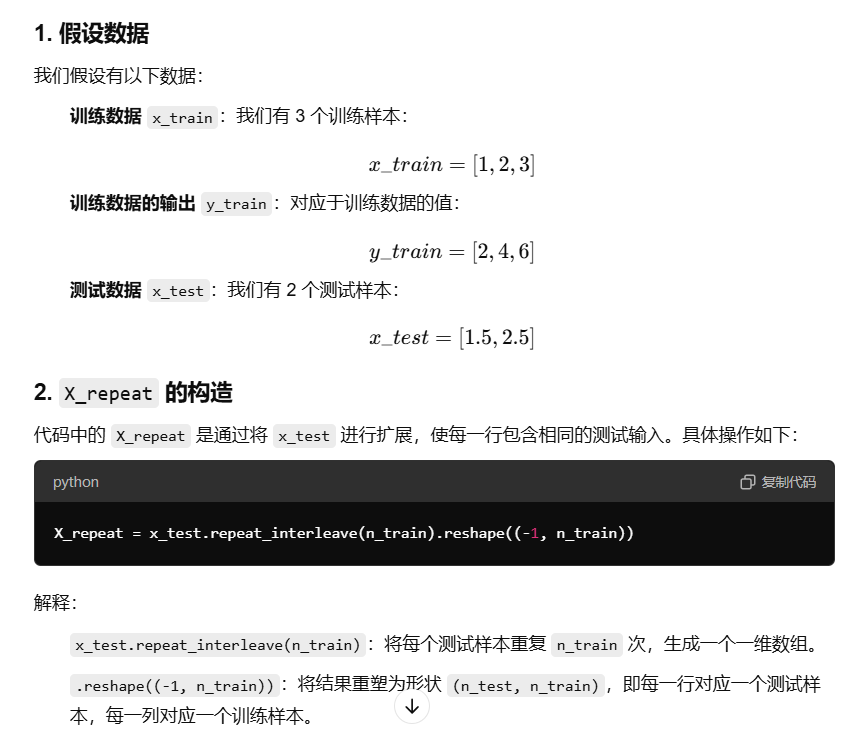 1. 假设数据
我们假设有以下数据：
训练数据 x_train：我们有 3 个训练样本：
x_train = [1, 2, 3]
训练数据的输出 y_train：对应于训练数据的值：
y_train = [2, 4, 6]
测试数据 x_test：我们有 2 个测试样本：
x_test = [1.5, 2.5]
2. X_repeat 的构造
代码中的 X_repeat 是通过将 x_test 进行扩展，使每一行包含相同的测试输入。具体操作如下：
python 复制代码
X_repeat = x_test.repeat_interleave(n_train).reshape((-1, n_train))
解释：
x_test.repeat_interleave(n_train)：将每个测试样本重复 n_train 次，生成一个一维数组。
.reshape((-1, n_train))：将结果重塑为形状 (n_test, n_train)，即每一行对应一个测试样
本，每一列对应一个训练样本。